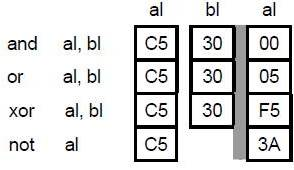 al bl al
and al, bl C5 30 00
or al, bl C5 30 05
xor al, bl C5 30 F5
not al C5 3A